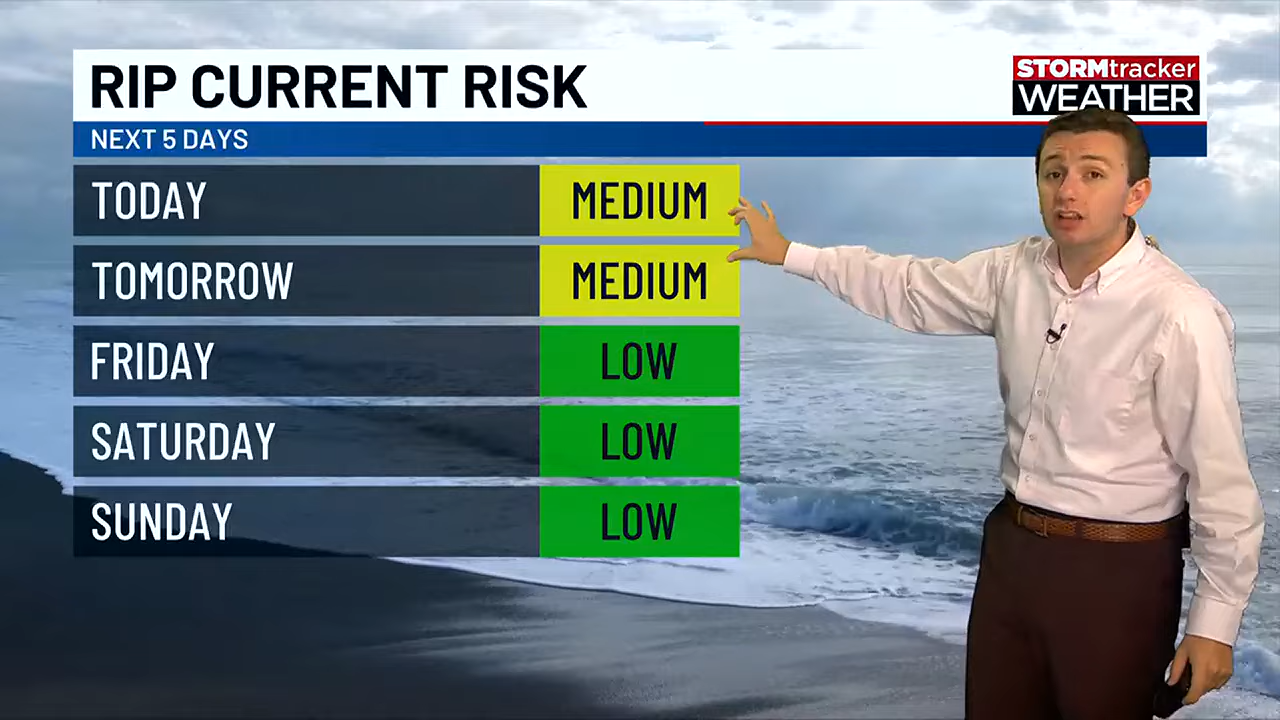 RIP CURRENT RISK
STORMtracker
WEATHER
NEXT 5 DAYS
TODAY MEDIUM
TOMORROW MEDIUM
FRIDAY LOW
SATURDAY LOW
SUNDAY LOW